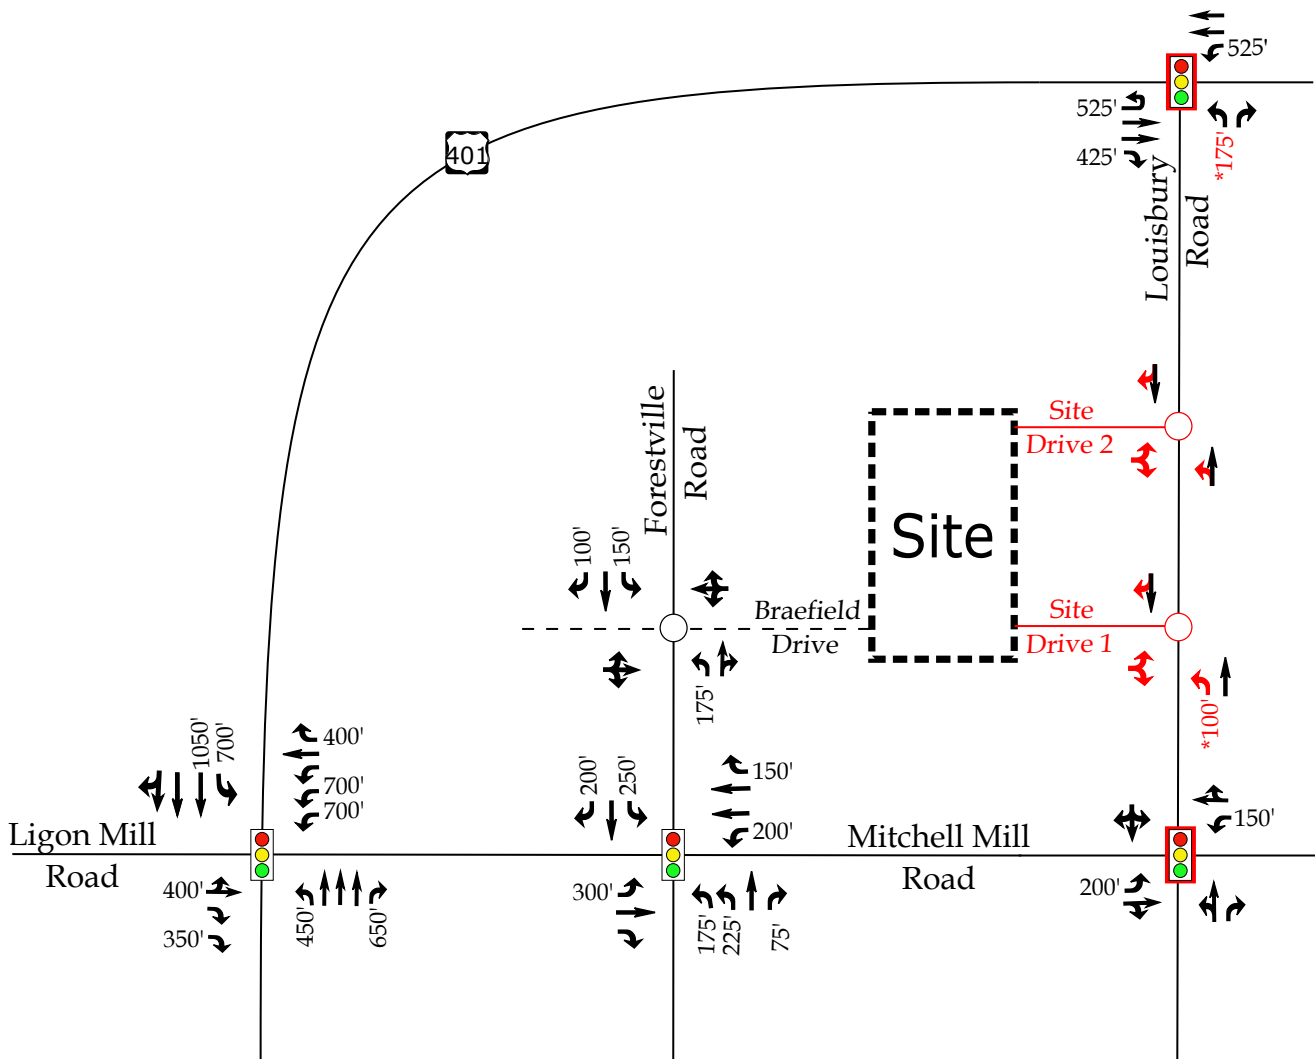 525'
525'
425'
*175'
401
Louisbury
Road
Site
Drive 2
Forestville
Road
Site
100'
150'
Braefield
Drive
Site
Drive 1
175'
*100'
1050'
700'
400'
700'
700'
200'
250'
150'
200'
150'
Ligon Mill
Road
Mitchell Mill
Road
400'
350'
450'
650'
300'
175'
225'
75'
200'